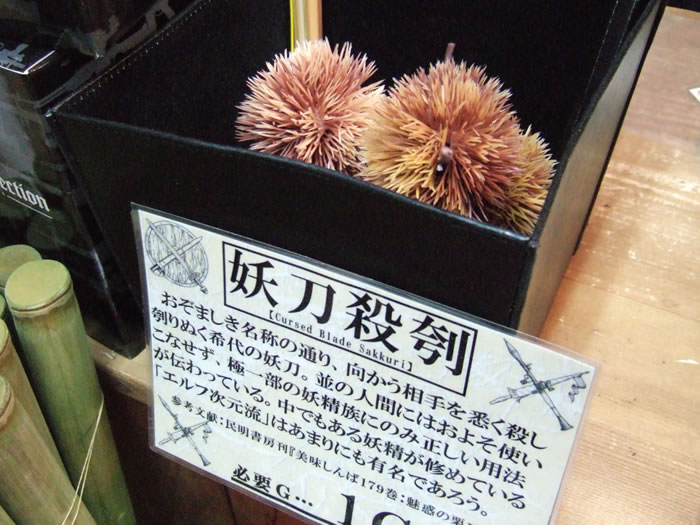 ection
妖刀殺刳
【Cursed Blade Sakkuri】
おぞましき名称の通り、向かう相手を悉く殺し
刳りぬく希代の妖刀。並の人間にはおよそ使い
こなせず、極一部の妖精族にのみ正しい用法
が伝わっている。中でもある妖精が修めている
「エルフ次元流」はあまりにも有名であろう。
参考文献:民明書房刊『美味しんぼ179巻:魅惑の栗
必要G…